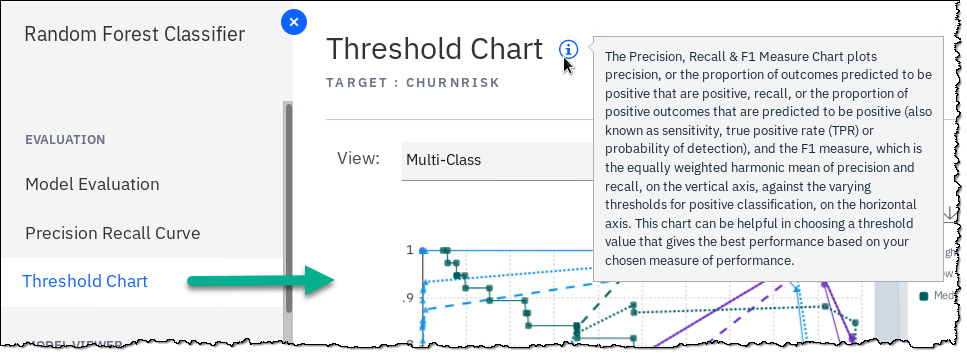 Random Forest Classifier
EVALUATION
Model Evaluation
Precision Recall Curve
Threshold Chart
MODEL VIEWER
Threshold Chart
TARGET : CHURNRISK
View:
Multi-Class
The Precision, Recall & F1 Measure Chart plots
precision, or the proportion of outcomes predicted to be
positive that are positive, recall, or the proportion of
positive outcomes that are predicted to be positive (also
known as sensitivity, true positive rate (TPR) or
probability of detection), and the F1 measure, which is
the equally weighted harmonic mean of precision and
recall, on the vertical axis, against the varying
thresholds for positive classification, on the horizontal
axis. This chart can be helpful in choosing a threshold
value that gives the best performance based on your
chosen measure of performance.
1
.9